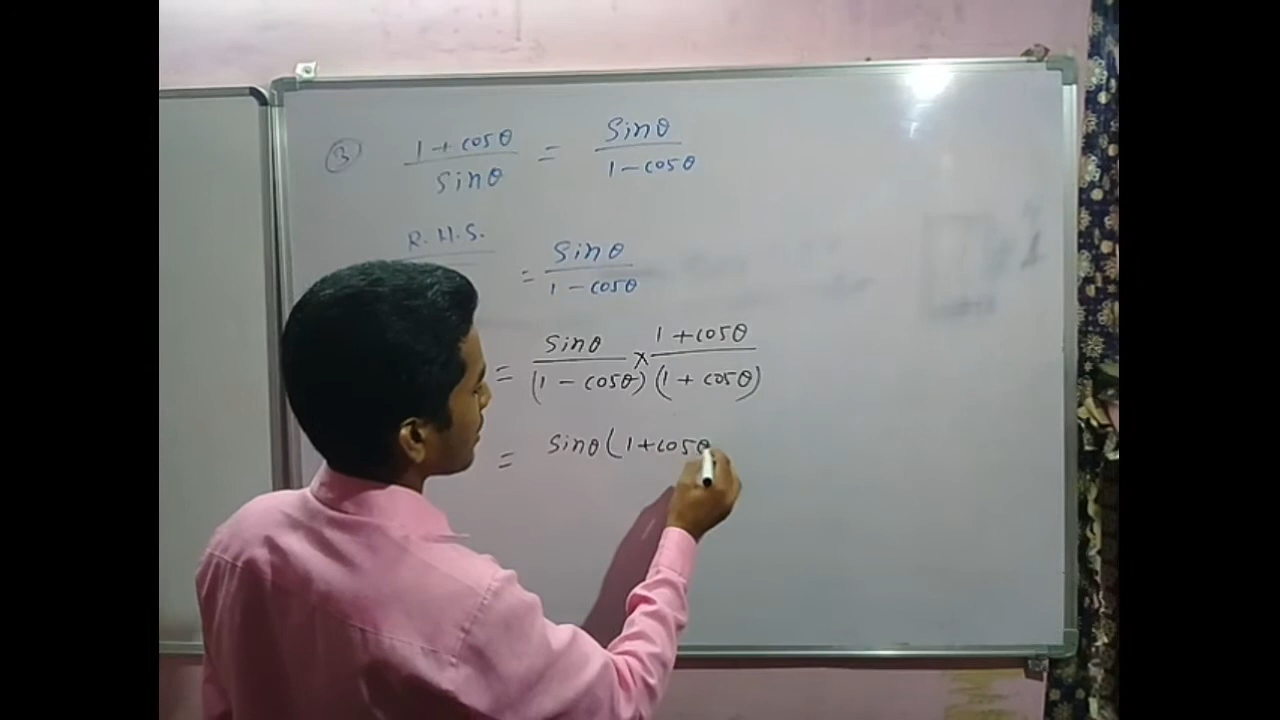 ③ (1 + cosθ)/(sinθ) = (sinθ)/(1 - cosθ)
R.H.S.
= (sinθ)/(1 - cosθ)
= (sinθ)/((1 - cosθ)) × (1 + cosθ)/((1 + cosθ))
= sinθ(1+cosθ